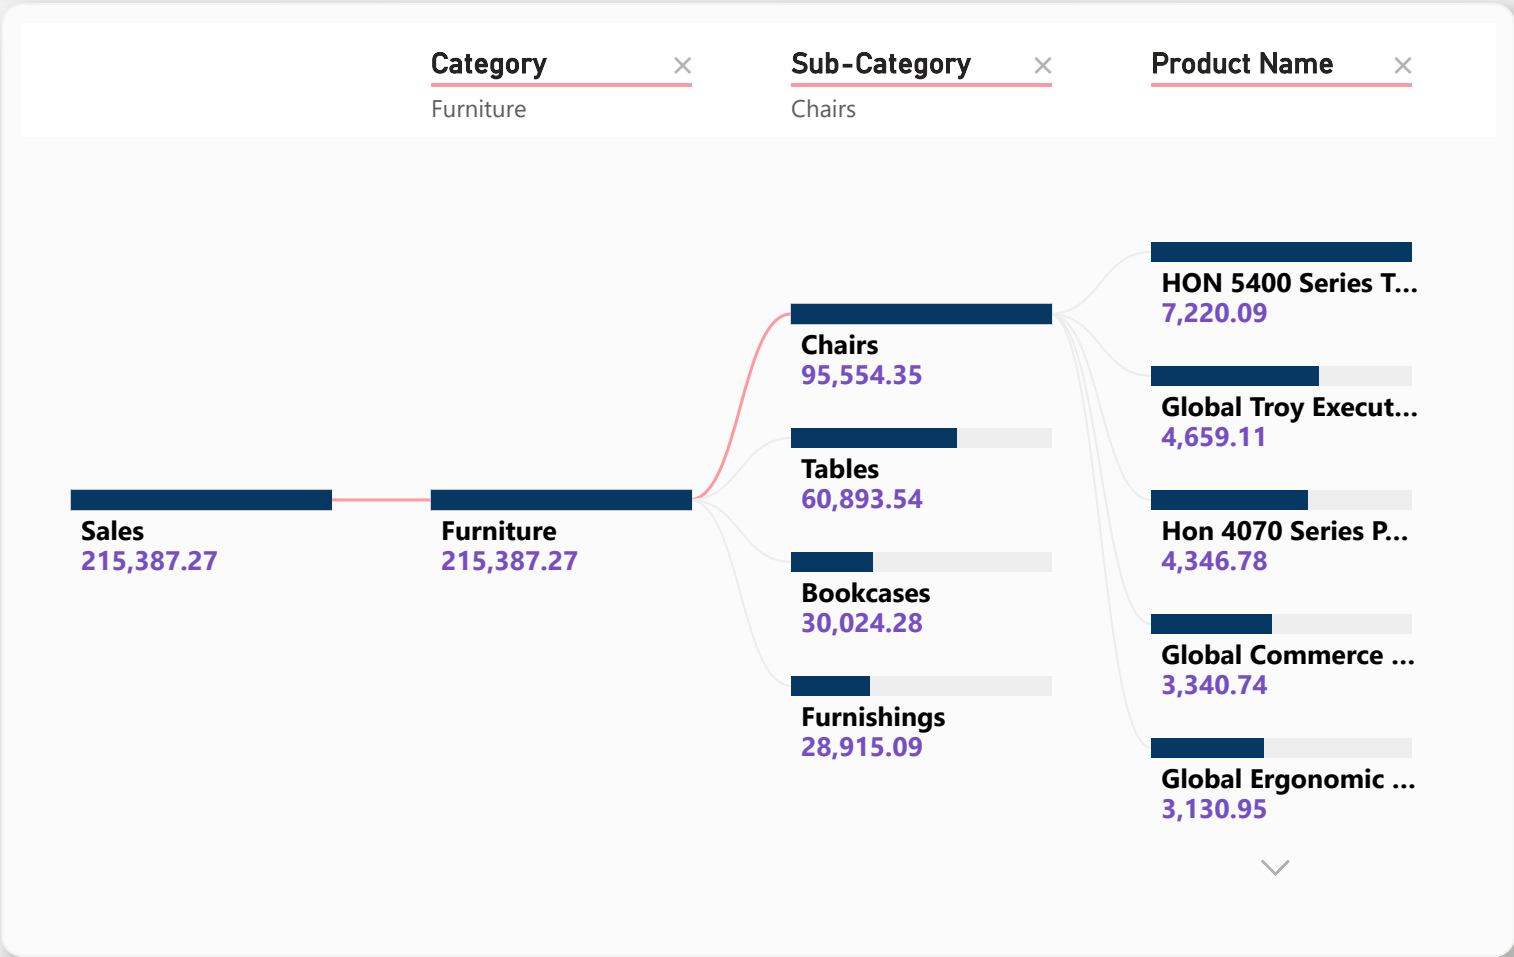 Category
Furniture
Sub-Category
Chairs
Product Name
Sales
215,387.27
Furniture
215,387.27
Chairs
95,554.35
Tables
60,893.54
Bookcases
30,024.28
Furnishings
28,915.09
HON 5400 Series T...
7,220.09
Global Troy Execut...
4,659.11
Hon 4070 Series P...
4,346.78
Global Commerce ...
3,340.74
Global Ergonomic ...
3,130.95